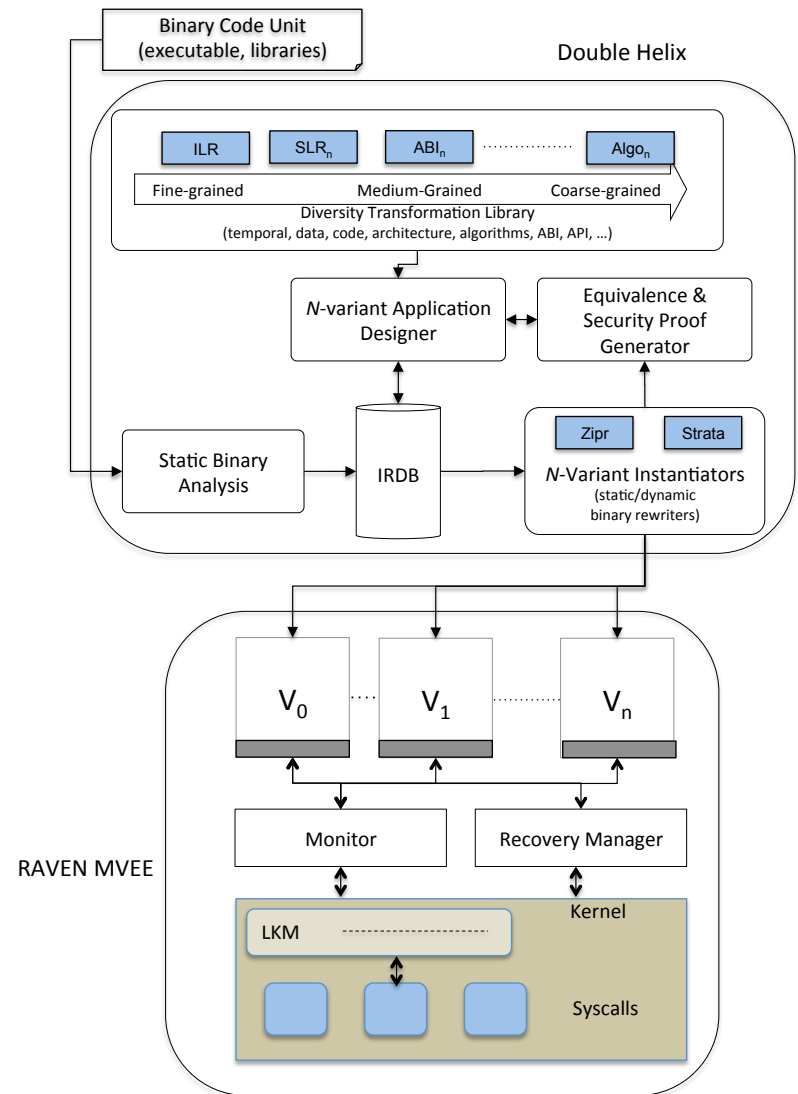 Binary Code Unit
(executable, libraries)
Double Helix
ILR
SLRn
ABIn
Algon
Fine-grained
Medium-Grained
Coarse-grained
Diversity Transformation Library
(temporal, data, code, architecture, algorithms, ABI, API, ...)
N-variant Application
Designer
Equivalence &
Security Proof
Generator
Static Binary
Analysis
IRDB
Zipr
Strata
N-Variant Instantiators
(static/dynamic
binary rewriters)
V0
V1
Vn
Monitor
Recovery Manager
RAVEN MVEE
Kernel
LKM
Syscalls